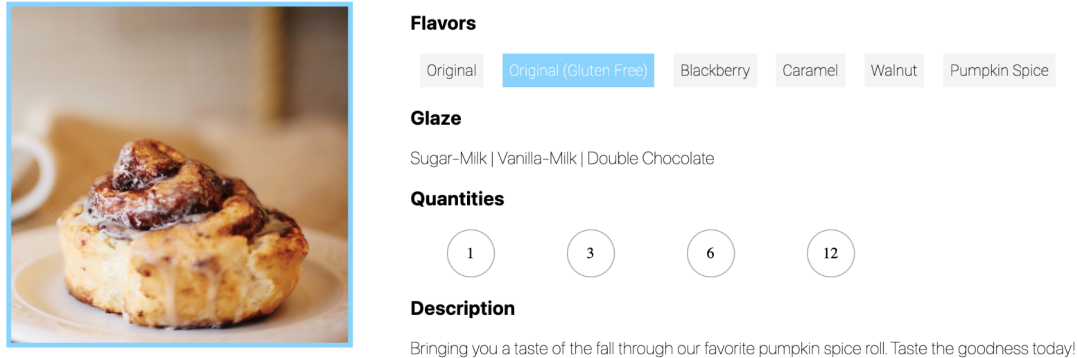 Flavors
Original Original (Gluten Free) Blackberry Caramel Walnut Pumpkin Spice
Glaze
Sugar-Milk | Vanilla-Milk | Double Chocolate
Quantities
1 3 6 12
Description
Bringing you a taste of the fall through our favorite pumpkin spice roll. Taste the goodness today!